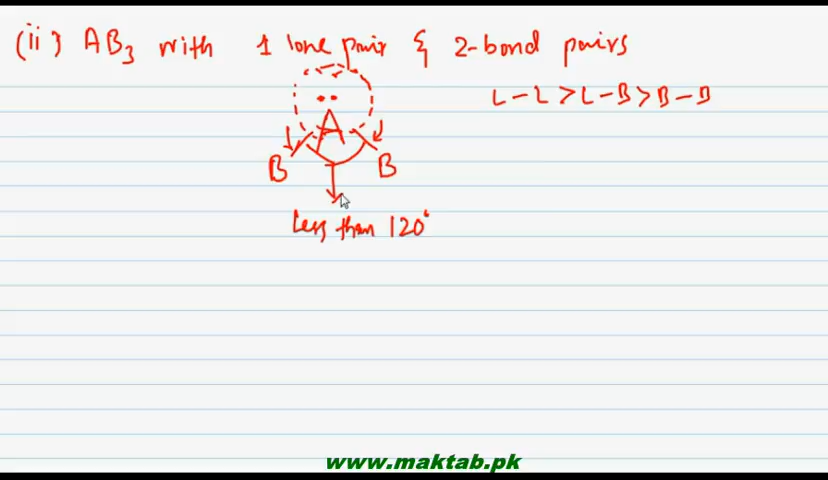 (ii) AB₃ with 1 lone pair & 2-bond pairs
L-L > L-B > B-B
A
B B
less than 120°
www.maktab.pk